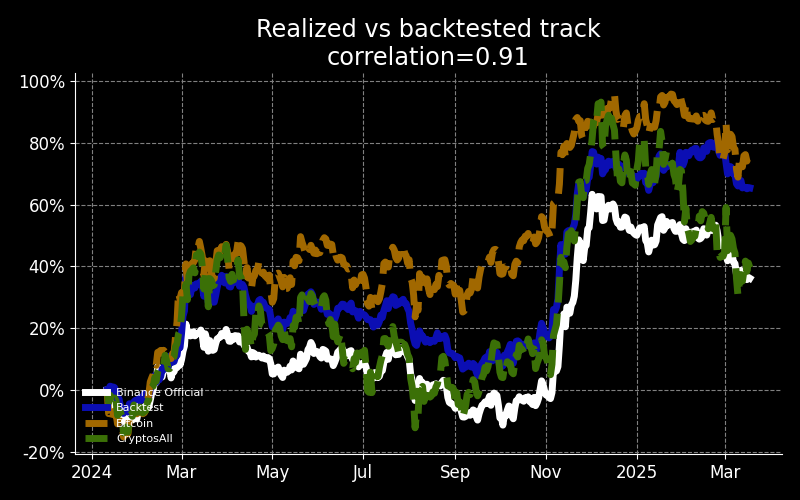 Realized vs backtested track
correlation=0.91
100%
80%
60%
40%
20%
0%
-20%
Binance Official
Backtest
Bitcoin
CryptosAll
2024 Mar May Jul Sep Nov 2025 Mar